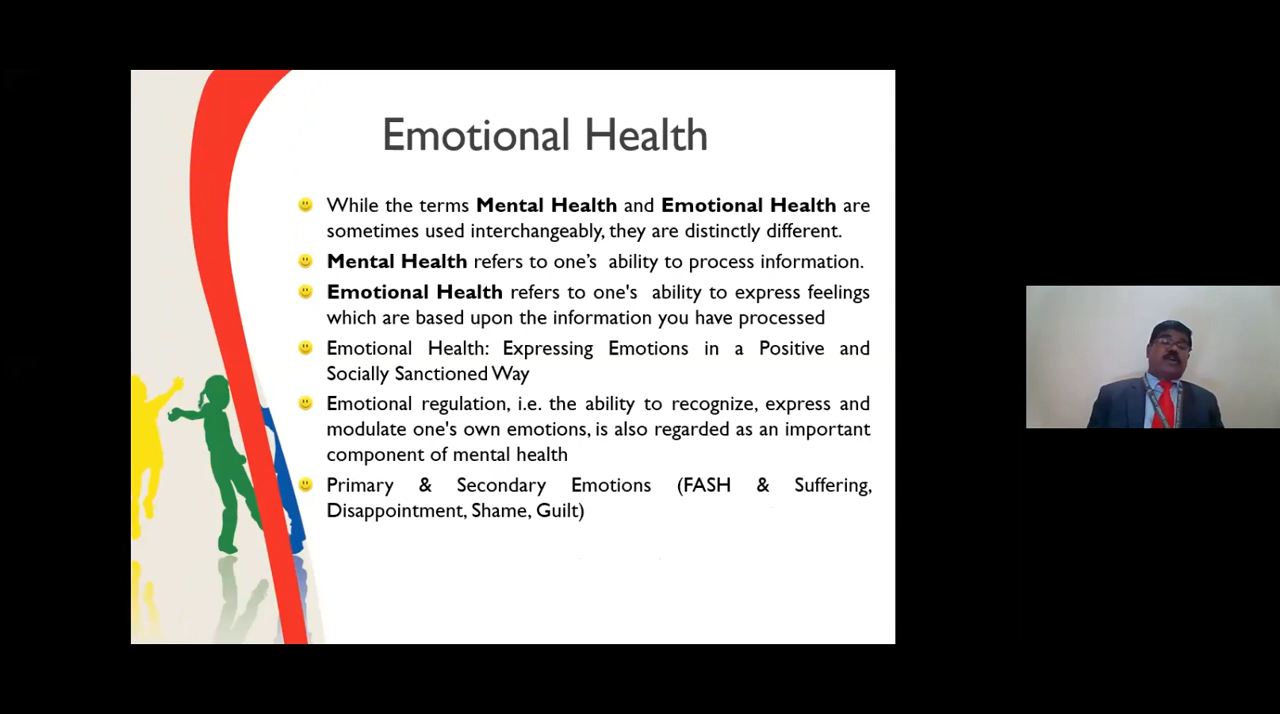 Emotional Health
While the terms Mental Health and Emotional Health are
sometimes used interchangeably, they are distinctly different.
Mental Health refers to one’s ability to process information.
Emotional Health refers to one's ability to express feelings
which are based upon the information you have processed
Emotional Health: Expressing Emotions in a Positive and
Socially Sanctioned Way
Emotional regulation, i.e. the ability to recognize, express and
modulate one's own emotions, is also regarded as an important
component of mental health
Primary & Secondary Emotions (FASH & Suffering,
Disappointment, Shame, Guilt)